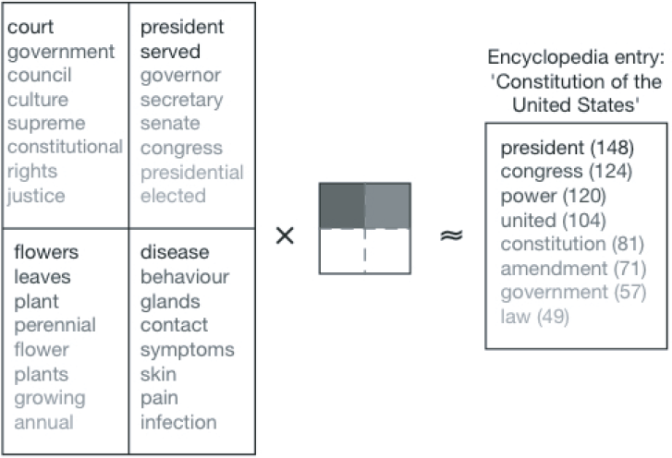 court
government
council
culture
supreme
constitutional
rights
justice
president
served
governor
secretary
senate
congress
presidential
elected
flowers
leaves
plant
perennial
flower
plants
growing
annual
disease
behaviour
glands
contact
symptoms
skin
pain
infection
×
≈
Encyclopedia entry:
'Constitution of the
United States'
president (148)
congress (124)
power (120)
united (104)
constitution (81)
amendment (71)
government (57)
law (49)